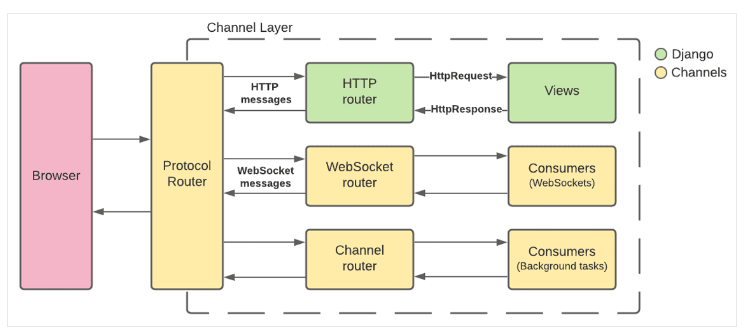 Channel Layer
Django
Channels
Browser
Protocol
Router
HTTP
messages
HTTP
router
HttpRequest
HttpResponse
Views
WebSocket
messages
WebSocket
router
Consumers
(WebSockets)
Channel
router
Consumers
(Background tasks)